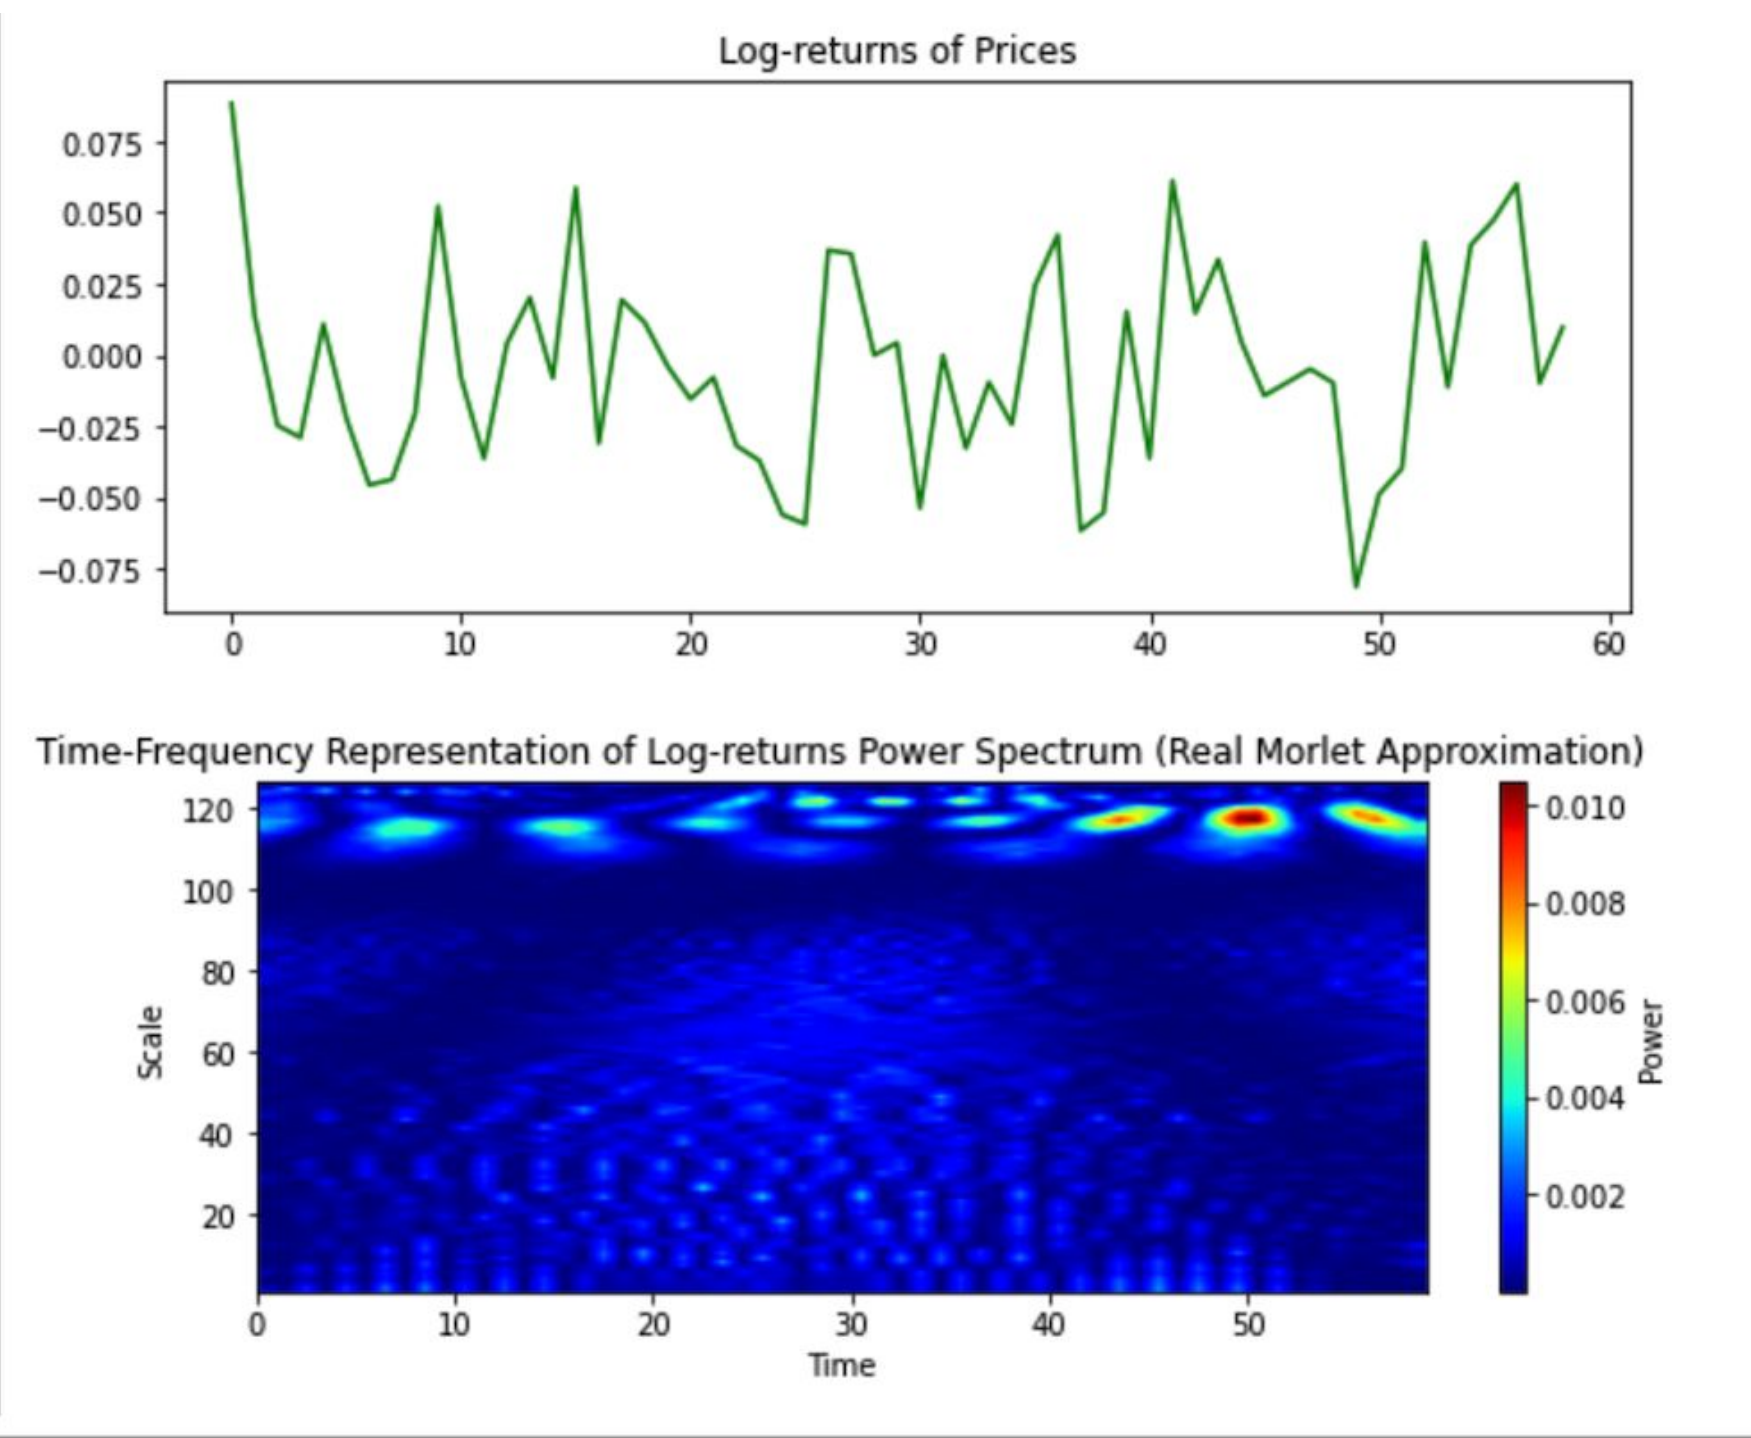 Log-returns of Prices
0.075
0.050
0.025
0.000
−0.025
−0.050
−0.075
0 10 20 30 40 50 60
Time-Frequency Representation of Log-returns Power Spectrum (Real Morlet Approximation)
120
100
80
60
40
20
Scale
0 10 20 30 40 50
Time
0.010
0.008
0.006
0.004
0.002
Power